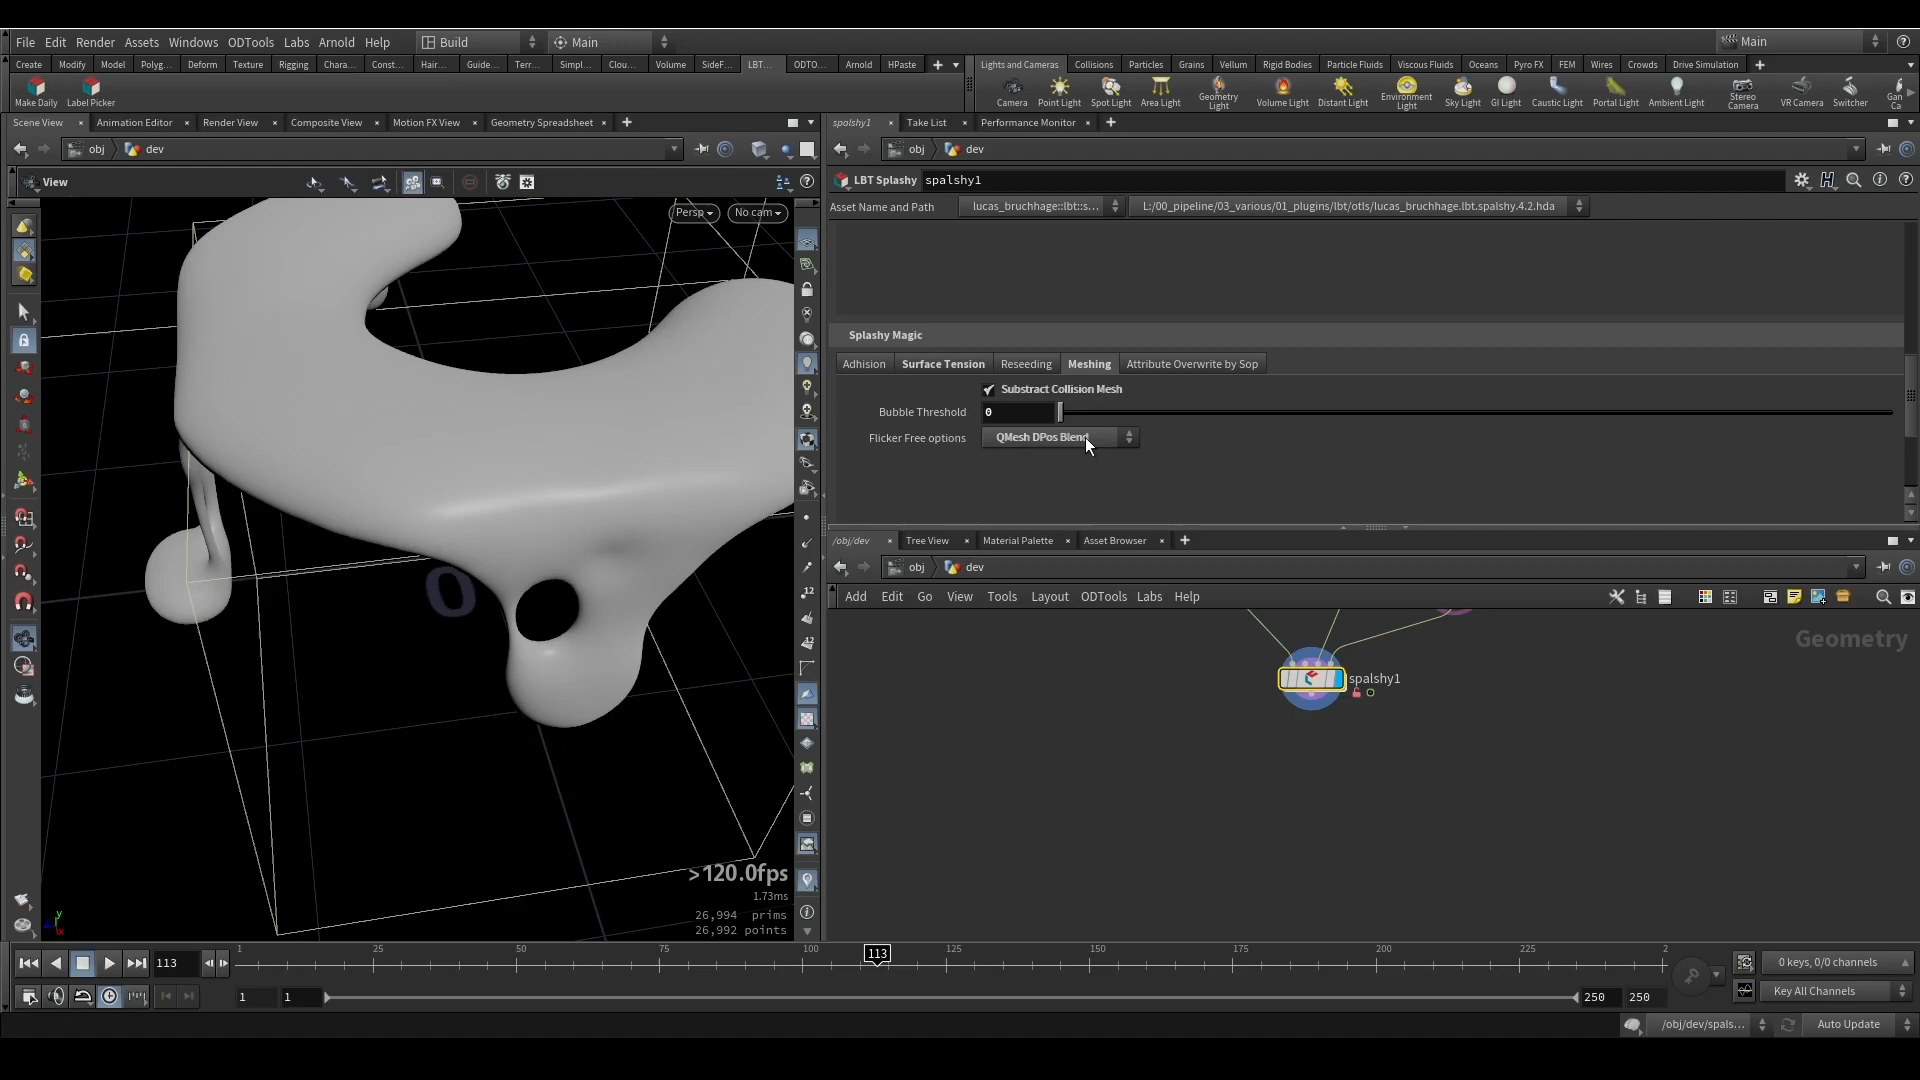 File Edit Render Assets Windows ODTools Labs Arnold Help Build Main Main
Create Modify Model Polyg... Deform Texture Rigging Chara... Const... Hair... Guide... Terr... Simpl... Clou... Volume SideF... LBT... ODTO... Arnold HPaste
Lights and Cameras Collisions Particles Grains Vellum Rigid Bodies Particle Fluids Viscous Fluids Oceans Pyro FX FEM Wires Crowds Drive Simulation
Make Daily Label Picker
Camera Point Light Spot Light Area Light Geometry Light Volume Light Distant Light Environment Light Sky Light GI Light Caustic Light Portal Light Ambient Light Stereo Camera VR Camera Switcher Gan Ca
Scene View Animation Editor Render View Composite View Motion FX View Geometry Spreadsheet
spalshy1 Take List Performance Monitor
obj dev
obj dev
View
LBT Splashy spalshy1
Asset Name and Path lucas_bruchhage::lbt::s... L:/00_pipeline/03_various/01_plugins/lbt/otls/lucas_bruchhage.lbt.spalshy.4.2.hda
Persp No cam
Splashy Magic
Adhision Surface Tension Reseeding Meshing Attribute Overwrite by Sop
Substract Collision Mesh
Bubble Threshold 0
Flicker Free options QMesh DPos Blend
/obj/dev Tree View Material Palette Asset Browser
obj dev
Add Edit Go View Tools Layout ODTools Labs Help
Geometry
spalshy1
0
12
12
>120.0fps
1.73ms
26,994 prims
26,992 points
113 1 25 50 75 100 113 125 150 175 200 225 2
0 keys, 0/0 channels
1 1 250 250 Key All Channels
/obj/dev/spals... Auto Update